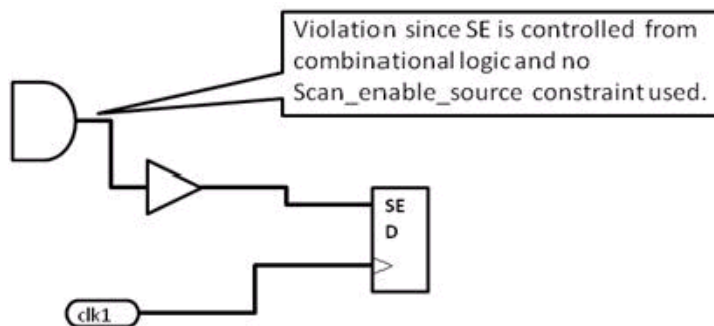 Violation since SE is controlled from
combinational logic and no
Scan_enable_source constraint used.
SE
D
clk1